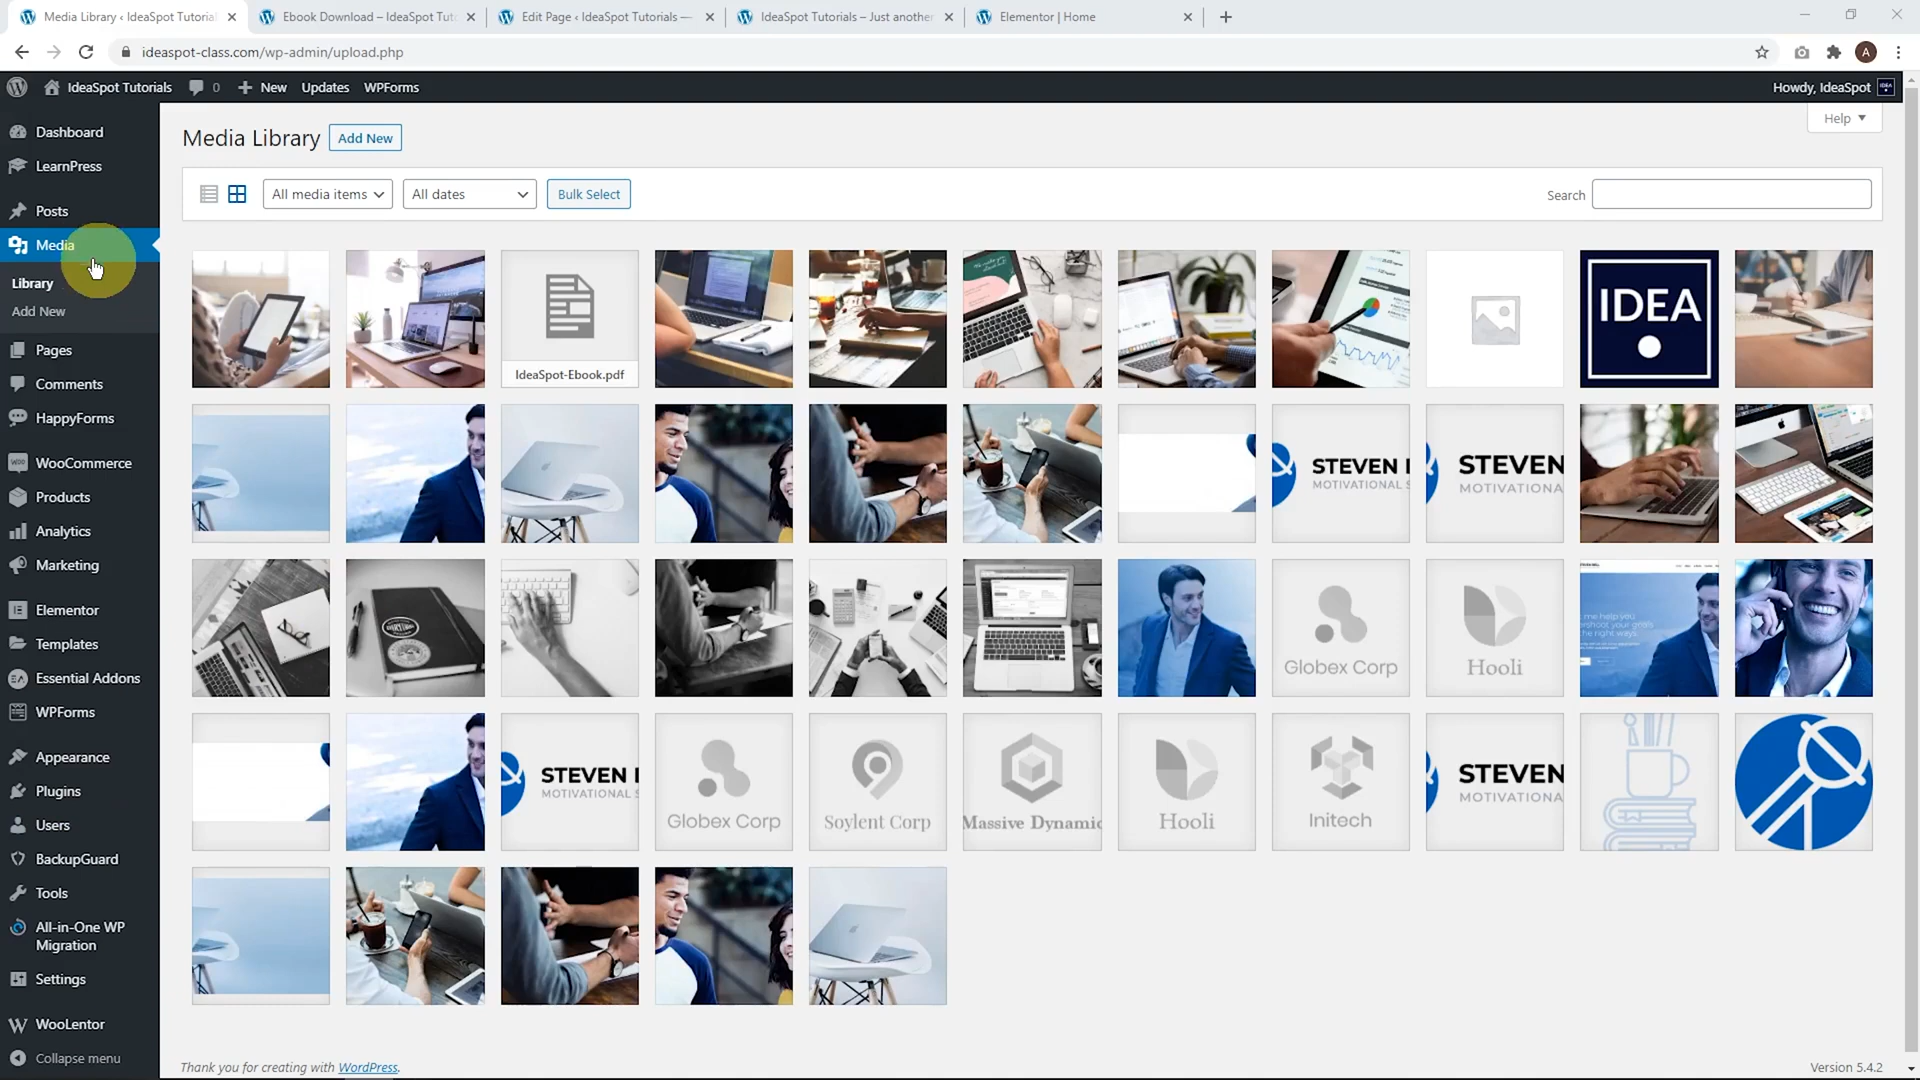 Media Library ‹ IdeaSpot Tutorial
Ebook Download – IdeaSpot Tuto
Edit Page ‹ IdeaSpot Tutorials —
IdeaSpot Tutorials – Just another
Elementor | Home
ideaspot-class.com/wp-admin/upload.php
A
IdeaSpot Tutorials
0
New
Updates
WPForms
Howdy, IdeaSpot
Dashboard
LearnPress
Posts
Media
Library
Add New
Pages
Comments
HappyForms
WooCommerce
Products
Analytics
Marketing
Elementor
Templates
Essential Addons
WPForms
Appearance
Plugins
Users
BackupGuard
Tools
All-in-One WP
Migration
Settings
WooLentor
Collapse menu
Media Library
Add New
Help
All media items
All dates
Bulk Select
Search
IdeaSpot-Ebook.pdf
IDEA
STEVEN
MOTIVATIONAL S
STEVEN
MOTIVATIONA
Globex Corp
Hooli
STEVEN
MOTIVATIONAL S
Globex Corp
Soylent Corp
Massive Dynamic
Hooli
Initech
STEVEN
MOTIVATIONA
Thank you for creating with WordPress.
Version 5.4.2